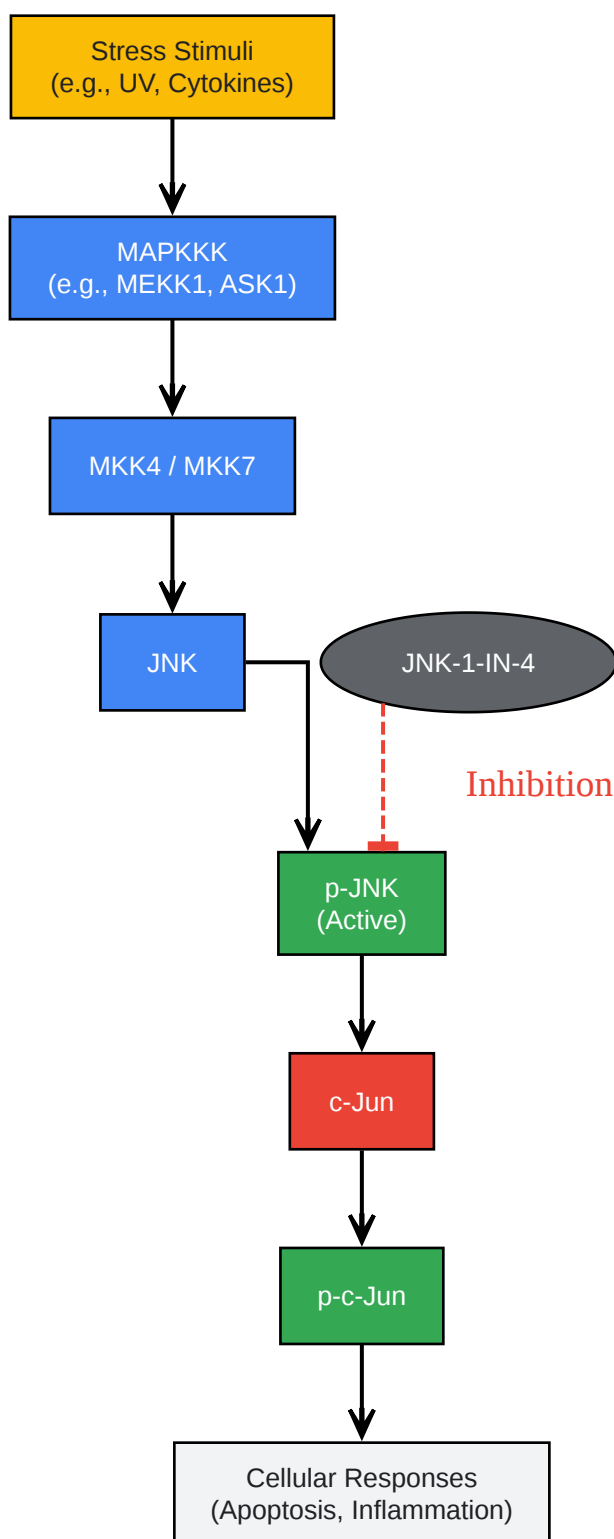 Stress Stimuli
(e.g., UV, Cytokines)
MAPKKK
(e.g., MEKK1, ASK1)
MKK4 / MKK7
JNK
JNK-1-IN-4
Inhibition
p-JNK
(Active)
c-Jun
p-c-Jun
Cellular Responses
(Apoptosis, Inflammation)